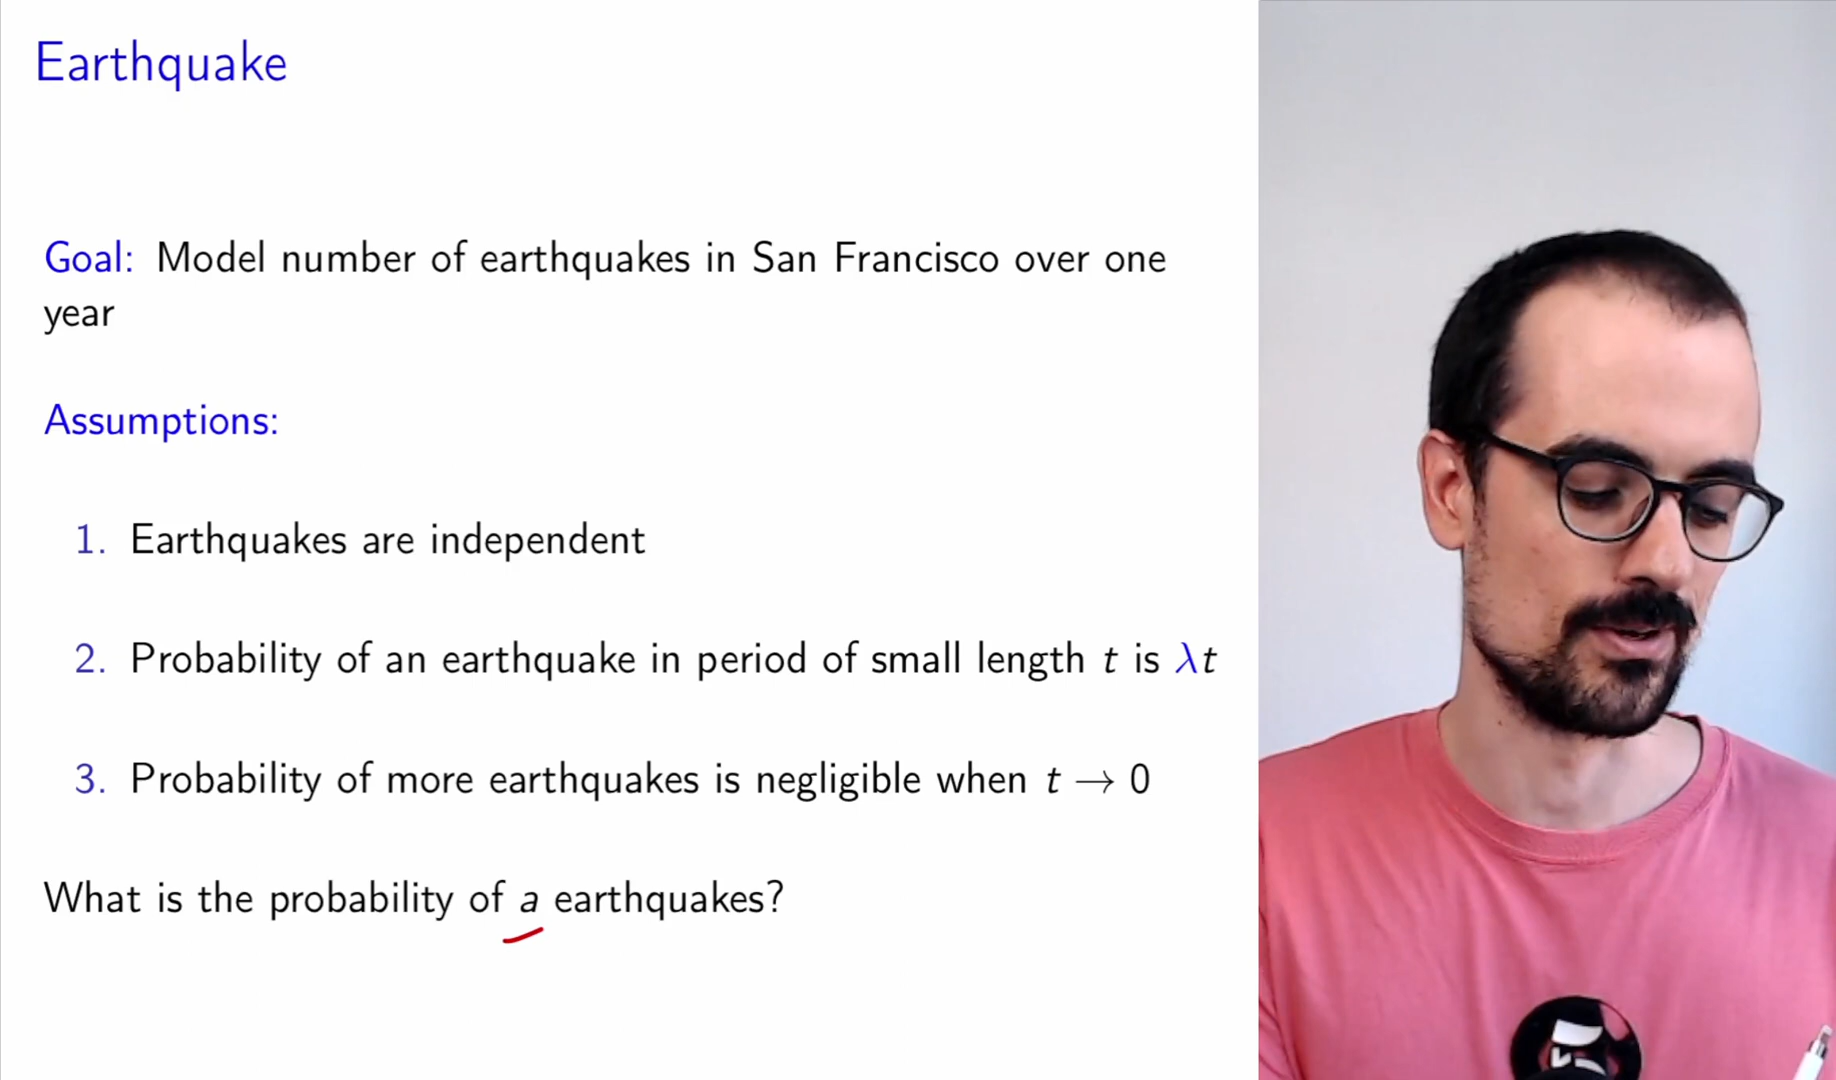 Earthquake
Goal: Model number of earthquakes in San Francisco over one
year
Assumptions:
1. Earthquakes are independent
2. Probability of an earthquake in period of small length t is λt
3. Probability of more earthquakes is negligible when t → 0
What is the probability of a earthquakes?